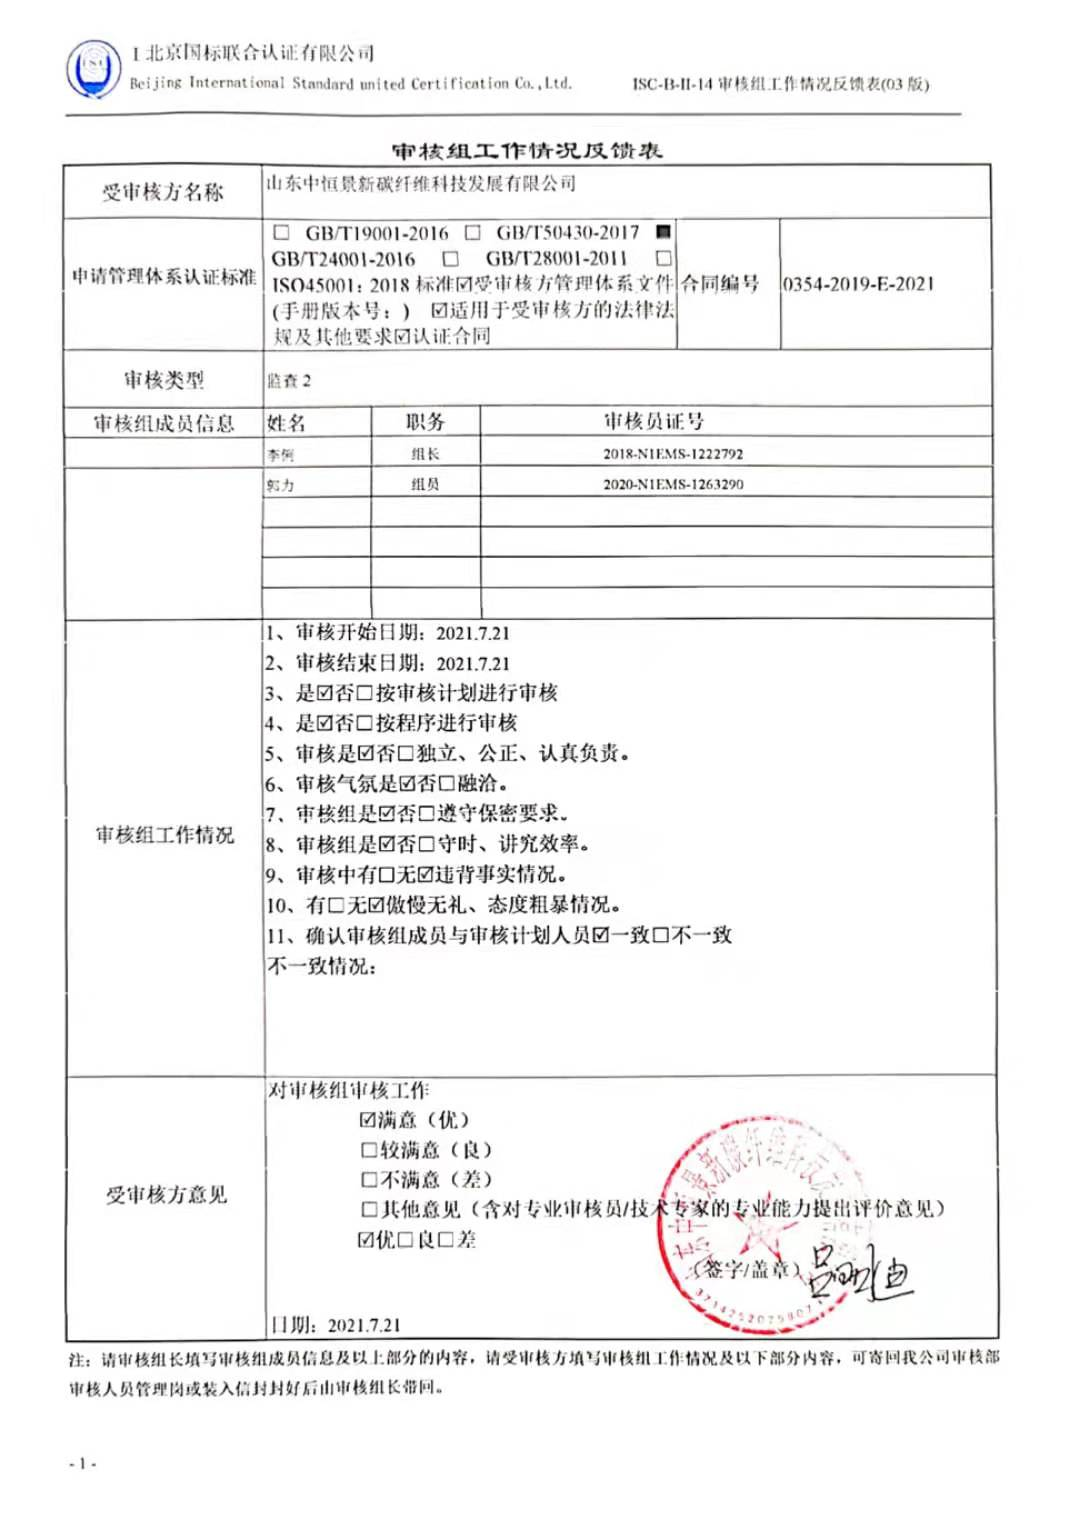 I 北京国标联合认证有限公司
Beijing International Standard united Certification Co.,Ltd.
ISC-B-II-14 审核组工作情况反馈表(03 版)
审核组工作情况反馈表
受审核方名称
山东中恒景新碳纤维科技发展有限公司
申请管理体系认证标准
□ GB/T19001-2016 □ GB/T50430-2017 ■
GB/T24001-2016 □ GB/T28001-2011 □
ISO45001：2018 标准☑受审核方管理体系文件
(手册版本号：) ☑适用于受审核方的法律法
规及其他要求☑认证合同
合同编号
0354-2019-E-2021
审核类型
监查 2
审核组成员信息 姓名 职务 审核员证号
李俐 组长 2018-N1EMS-1222792
郭力 组员 2020-N1EMS-1263290
审核组工作情况
1、审核开始日期：2021.7.21
2、审核结束日期：2021.7.21
3、是☑否□按审核计划进行审核
4、是☑否□按程序进行审核
5、审核是☑否□独立、公正、认真负责。
6、审核气氛是☑否□融洽。
7、审核组是☑否□遵守保密要求。
8、审核组是☑否□守时、讲究效率。
9、审核中有□无☑违背事实情况。
10、有□无☑傲慢无礼、态度粗暴情况。
11、确认审核组成员与审核计划人员☑一致□不一致
不一致情况：
受审核方意见
对审核组审核工作
☑满意（优）
□较满意（良）
□不满意（差）
□其他意见（含对专业审核员/技术专家的专业能力提出评价意见）
☑优□良□差
（签字/盖章）
日期：2021.7.21
注：请审核组长填写审核组成员信息及以上部分的内容，请受审核方填写审核组工作情况及以下部分内容，可寄回我公司审核部
审核人员管理岗或装入信封封好后由审核组长带回。
- 1 -